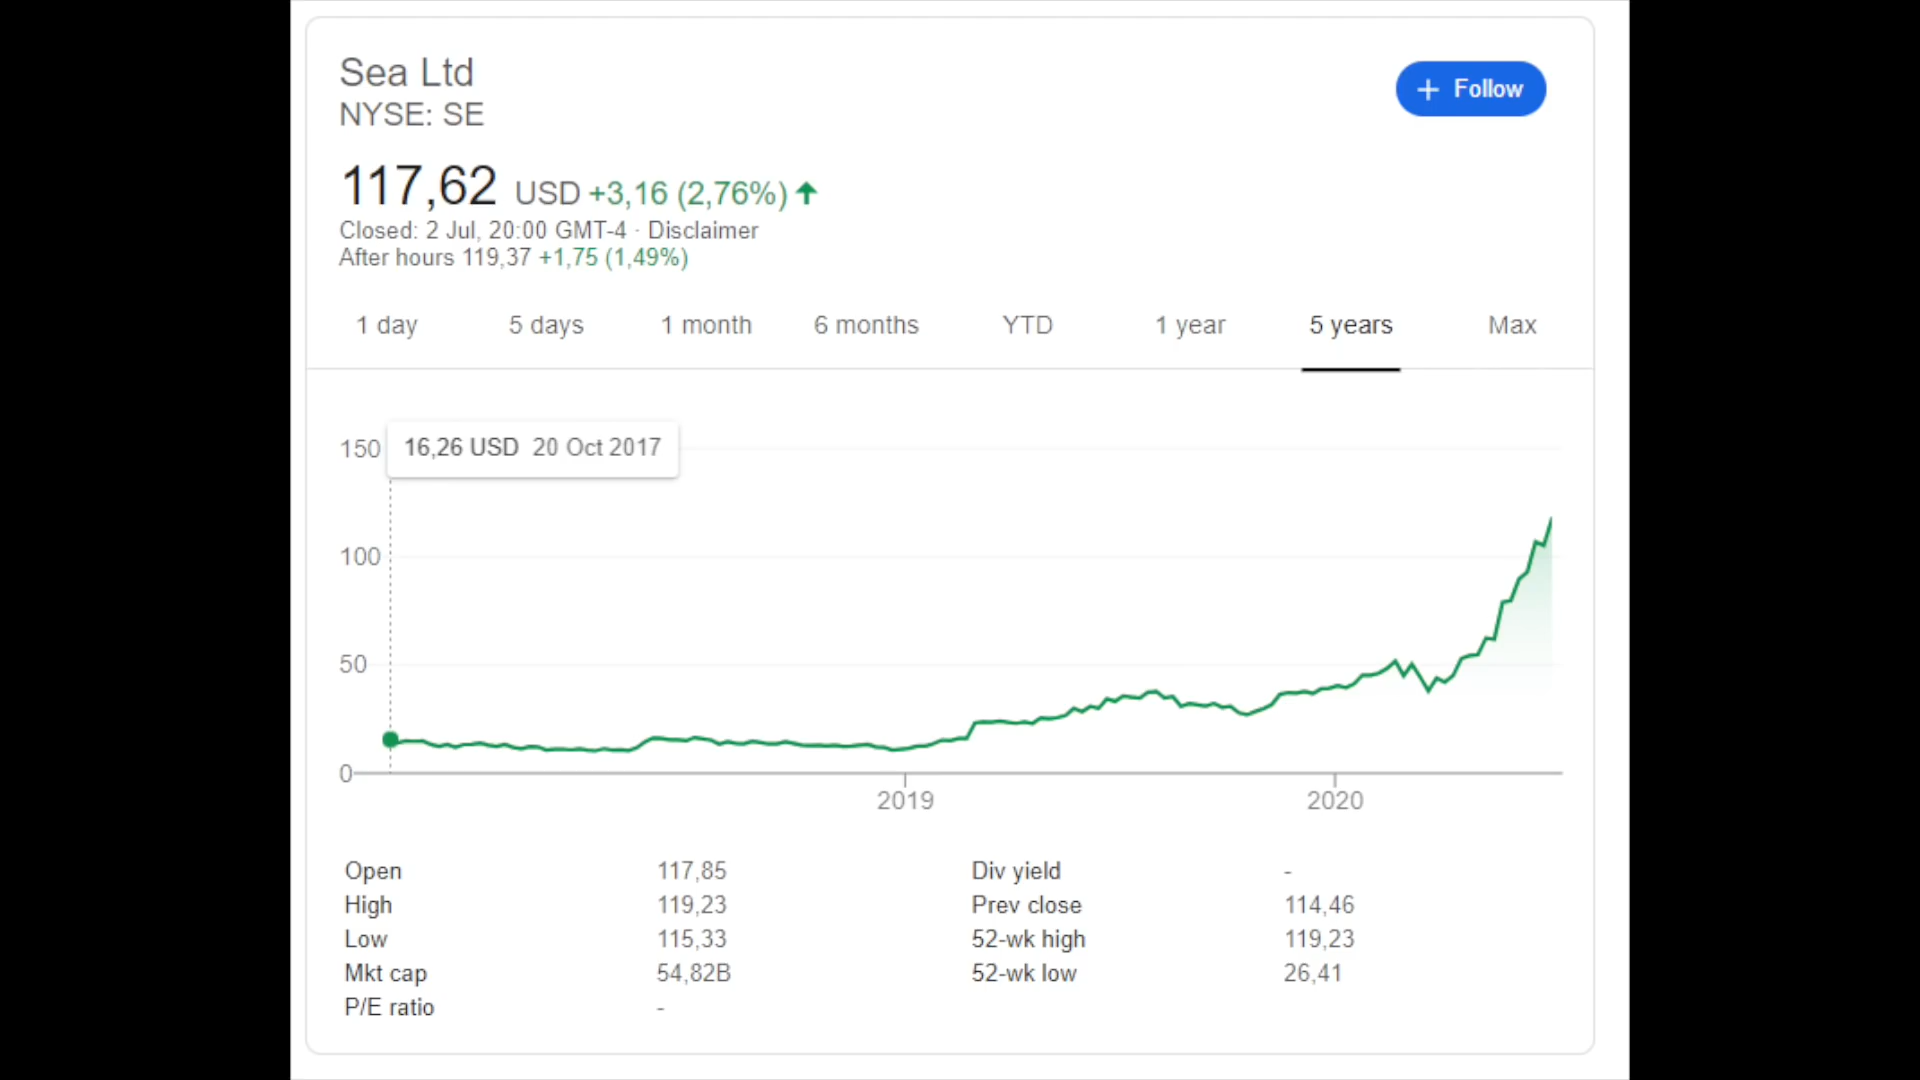 Sea Ltd
NYSE: SE
+ Follow
117,62 USD +3,16 (2,76%)
Closed: 2 Jul, 20:00 GMT-4 · Disclaimer
After hours 119,37 +1,75 (1,49%)
1 day 5 days 1 month 6 months YTD 1 year 5 years Max
16,26 USD 20 Oct 2017
150
100
50
0
2019 2020
Open 117,85 Div yield -
High 119,23 Prev close 114,46
Low 115,33 52-wk high 119,23
Mkt cap 54,82B 52-wk low 26,41
P/E ratio -